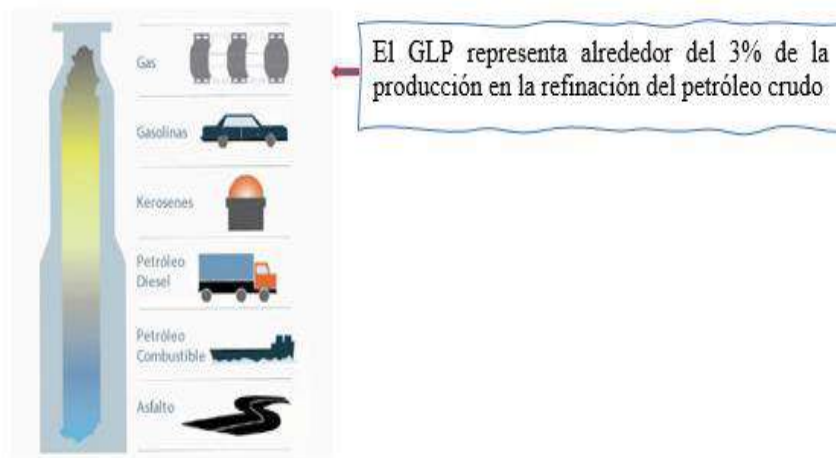 Gas
El GLP representa alrededor del 3% de la
producción en la refinación del petróleo crudo
Gasolinas
Kerosenes
Petróleo
Diesel
Petróleo
Combustible
Asfalto